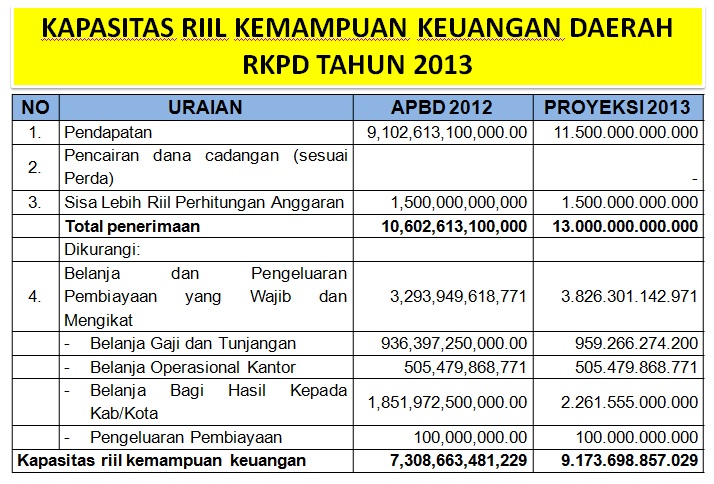 KAPASITAS RIIL KEMAMPUAN KEUANGAN DAERAH
RKPD TAHUN 2013
NO URAIAN APBD 2012 PROYEKSI 2013
1. Pendapatan 9,102,613,100,000.00 11.500.000.000.000
2. Pencairan dana cadangan (sesuai
Perda) -
3. Sisa Lebih Riil Perhitungan Anggaran 1,500,000,000,000 1.500.000.000.000
Total penerimaan 10,602,613,100,000 13.000.000.000.000
Dikurangi:
4. Belanja dan Pengeluaran
Pembiayaan yang Wajib dan
Mengikat 3,293,949,618,771 3.826.301.142.971
- Belanja Gaji dan Tunjangan 936,397,250,000.00 959.266.274.200
- Belanja Operasional Kantor 505,479,868,771 505.479.868.771
- Belanja Bagi Hasil Kepada
Kab/Kota 1,851,972,500,000.00 2.261.555.000.000
- Pengeluaran Pembiayaan 100,000,000.00 100.000.000.000
Kapasitas riil kemampuan keuangan 7,308,663,481,229 9.173.698.857.029